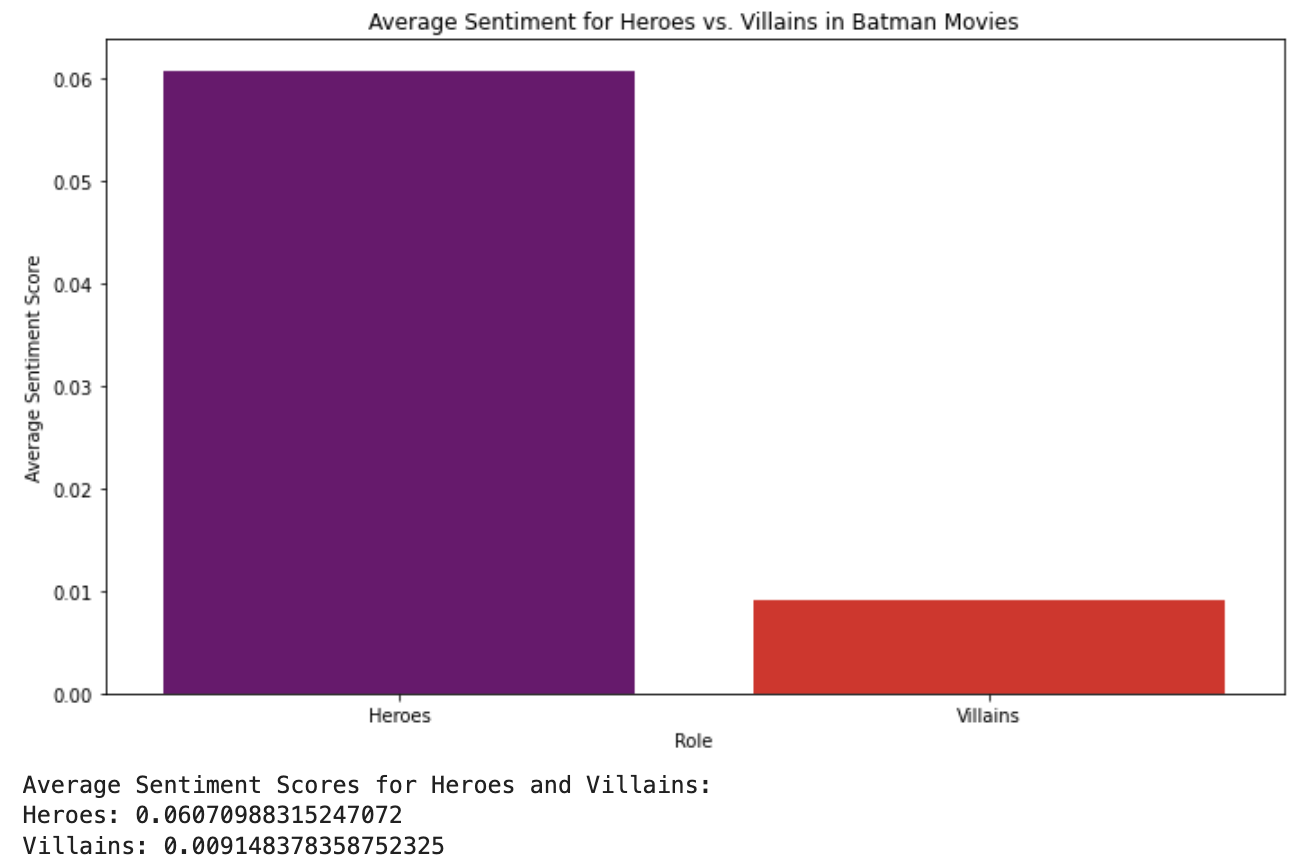 Average Sentiment for Heroes vs. Villains in Batman Movies
0.06
0.05
0.04
0.03
0.02
0.01
0.00
Average Sentiment Score
Heroes
Villains
Role
Average Sentiment Scores for Heroes and Villains:
Heroes: 0.06070988315247072
Villains: 0.009148378358752325